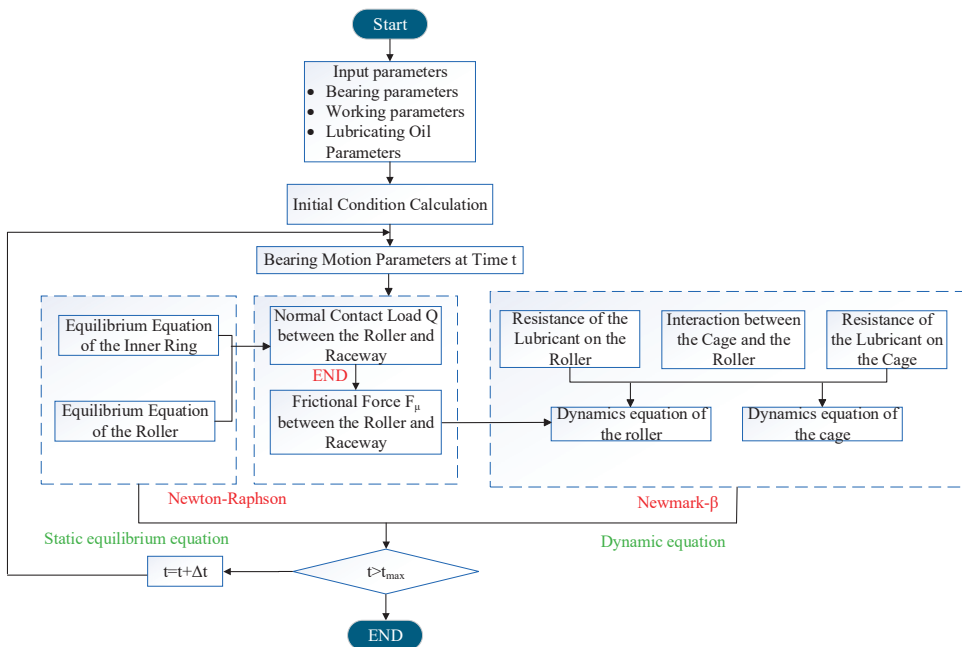 Start
Input parameters
• Bearing parameters
• Working parameters
• Lubricating Oil
Parameters
Initial Condition Calculation
Bearing Motion Parameters at Time t
Equilibrium Equation
of the Inner Ring
Equilibrium Equation
of the Roller
Normal Contact Load Q
between the Roller and
Raceway
END
Frictional Force Fμ
between the Roller and
Raceway
Resistance of the
Lubricant on the
Roller
Interaction between
the Cage and the
Roller
Resistance
of the
Lubricant on
the Cage
Dynamics equation of
the roller
Dynamics equation of
the cage
Newton-Raphson
Newmark-β
Static equilibrium equation
Dynamic equation
t=t+Δt
t>tmax
END